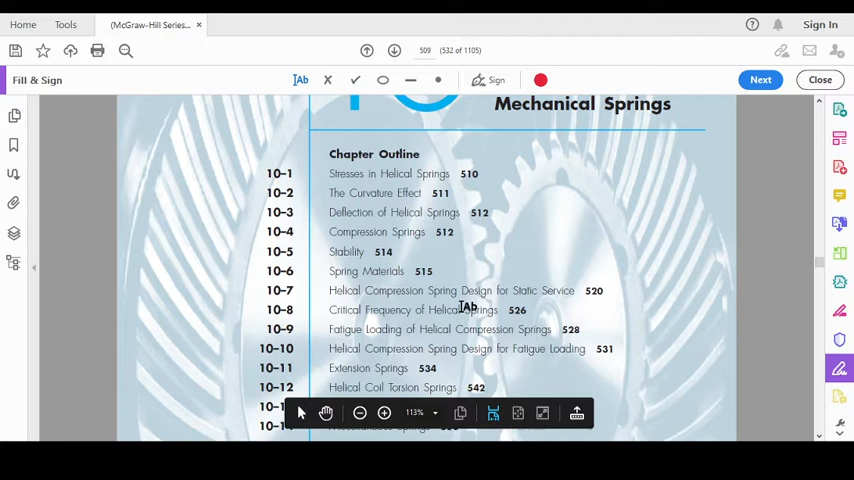 Home Tools (McGraw-Hill Series... × Sign In
509 (532 of 1105)
Fill & Sign Ab Sign Next Close
Mechanical Springs
Chapter Outline
10–1 Stresses in Helical Springs 510
10–2 The Curvature Effect 511
10–3 Deflection of Helical Springs 512
10–4 Compression Springs 512
10–5 Stability 514
10–6 Spring Materials 515
10–7 Helical Compression Spring Design for Static Service 520
10–8 Critical Frequency of Helical Springs 526
Ab
10–9 Fatigue Loading of Helical Compression Springs 528
10–10 Helical Compression Spring Design for Fatigue Loading 531
10–11 Extension Springs 534
10–12 Helical Coil Torsion Springs 542
113%